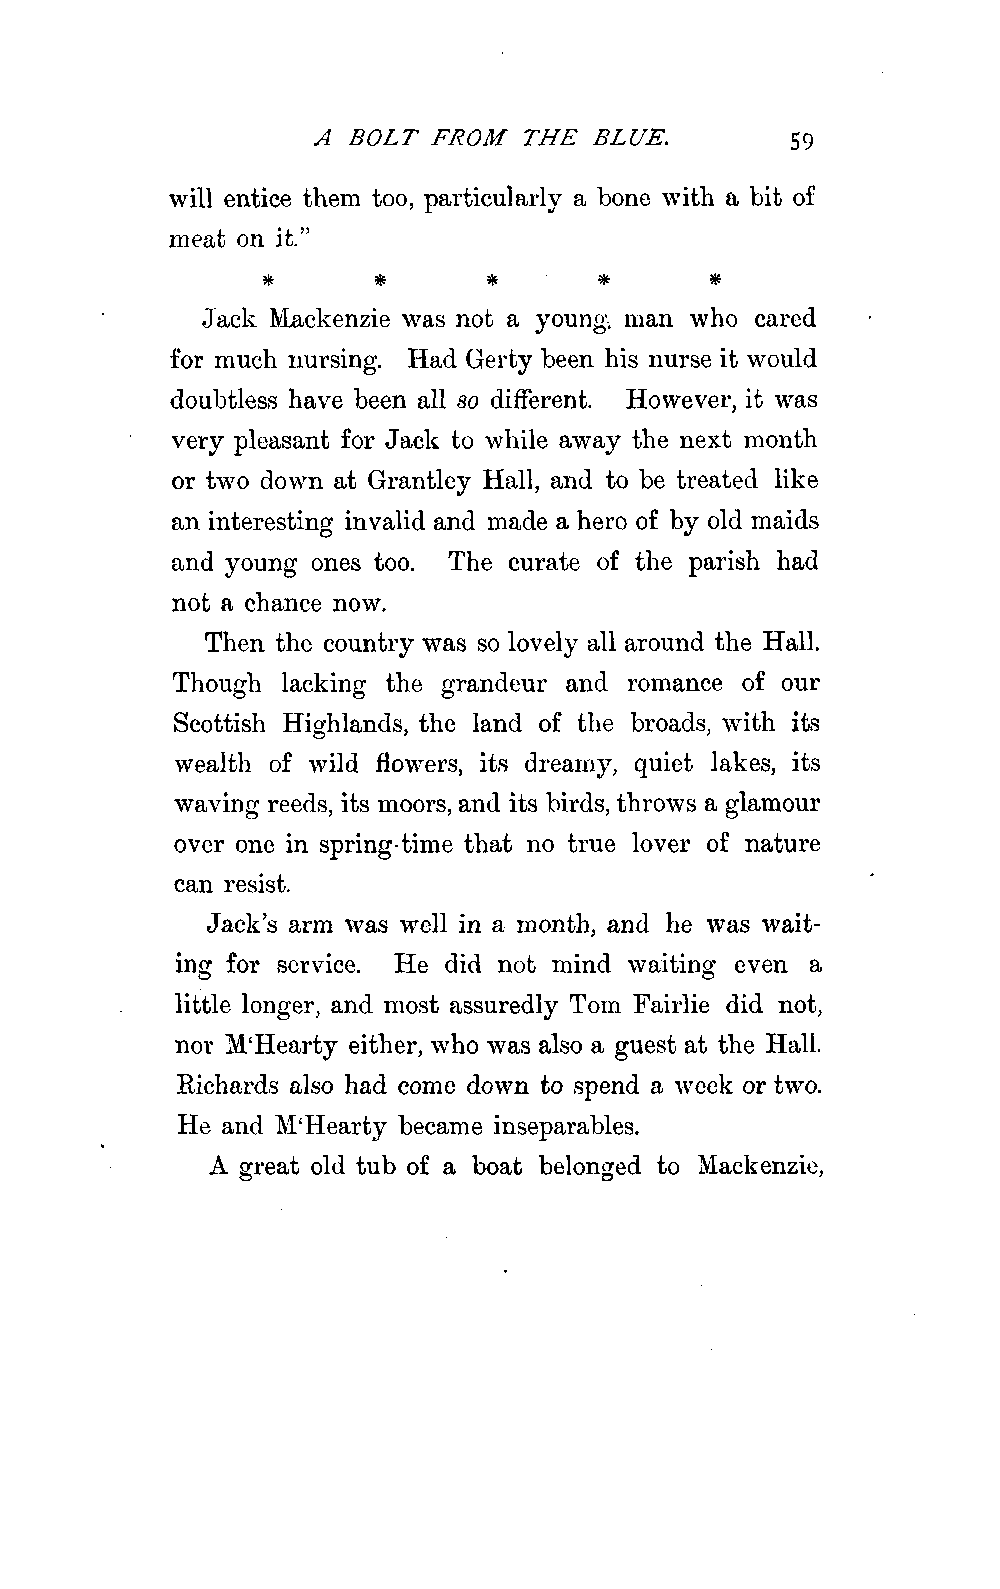 A BOLT FROM THE BLUE. 59
will entice them too, particularly a bone with a bit of
meat on it.”
* * * * *
Jack Mackenzie was not a young man who cared
for much nursing. Had Gerty been his nurse it would
doubtless have been all so different. However, it was
very pleasant for Jack to while away the next month
or two down at Grantley Hall, and to be treated like
an interesting invalid and made a hero of by old maids
and young ones too. The curate of the parish had
not a chance now.
Then the country was so lovely all around the Hall.
Though lacking the grandeur and romance of our
Scottish Highlands, the land of the broads, with its
wealth of wild flowers, its dreamy, quiet lakes, its
waving reeds, its moors, and its birds, throws a glamour
over one in spring-time that no true lover of nature
can resist.
Jack’s arm was well in a month, and he was wait-
ing for service. He did not mind waiting even a
little longer, and most assuredly Tom Fairlie did not,
nor M‘Hearty either, who was also a guest at the Hall.
Richards also had come down to spend a week or two.
He and M‘Hearty became inseparables.
A great old tub of a boat belonged to Mackenzie,